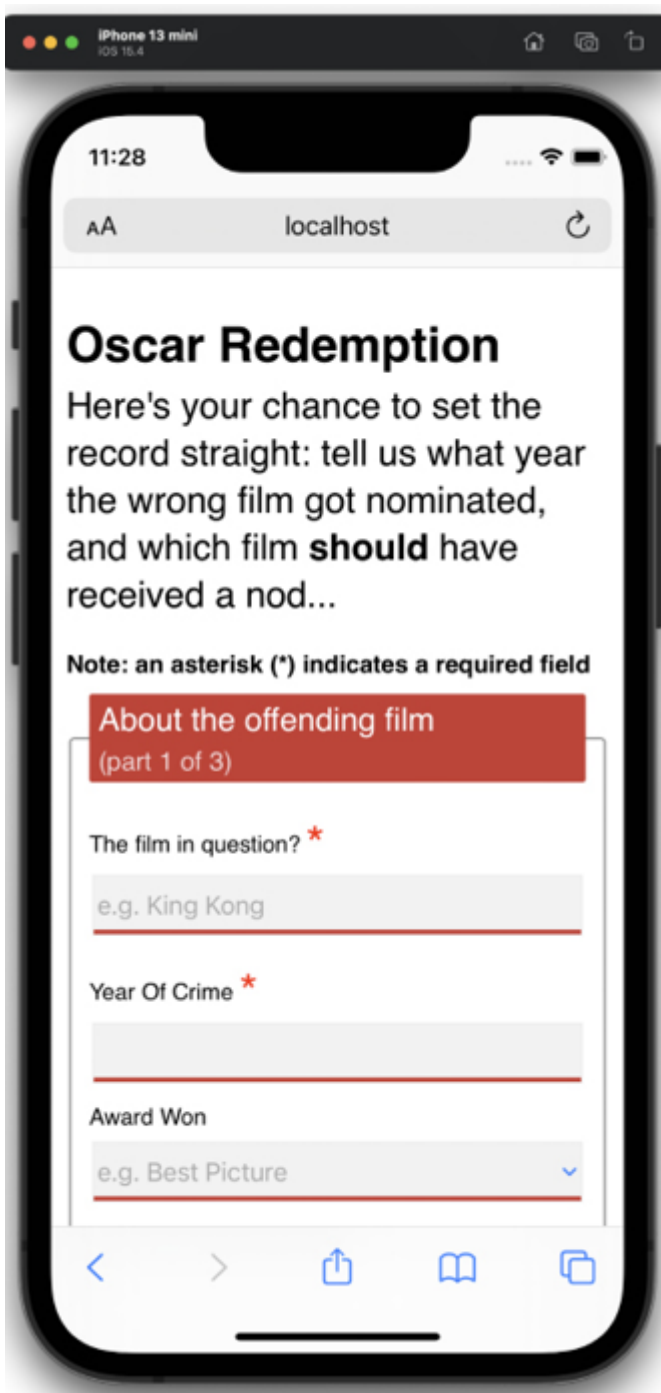 iPhone 13 mini
iOS 15.4
11:28
AA
localhost
Oscar Redemption
Here's your chance to set the
record straight: tell us what year
the wrong film got nominated,
and which film should have
received a nod...
Note: an asterisk (*) indicates a required field
About the offending film
(part 1 of 3)
The film in question? *
e.g. King Kong
Year Of Crime *
Award Won
e.g. Best Picture